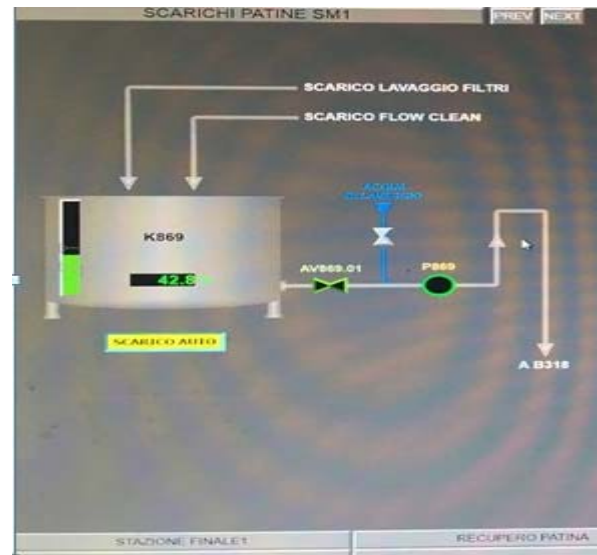 SCARICHI PATINE SM1
PREV NEXT
SCARICO LAVAGGIO FILTRI
SCARICO FLOW CLEAN
ACQUA
K869
42.8
AV869.01
P869
SCARICO AUTO
A B318
STAZIONE FINALE1
RECUPERO PATINA